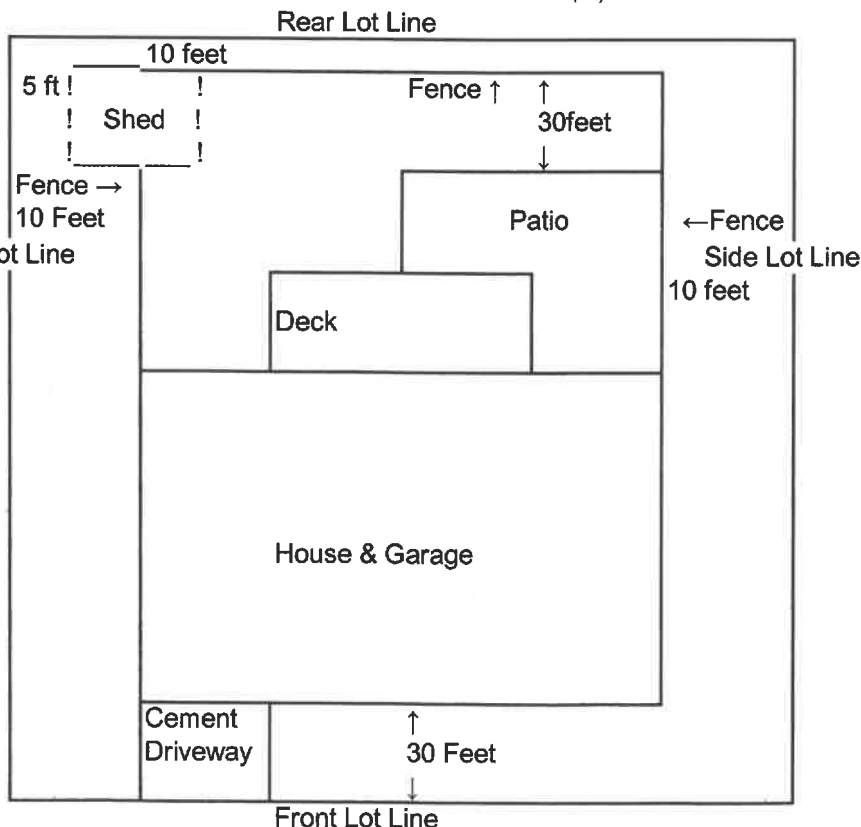 Rear Lot Line
10 feet
5 ft
Fence ↑ ↑
30feet
↓
Shed
Fence →
10 Feet
ot Line
Patio
←Fence
Side Lot Line
10 feet
Deck
House & Garage
Cement
Driveway
↑
30 Feet
↓
Front Lot Line